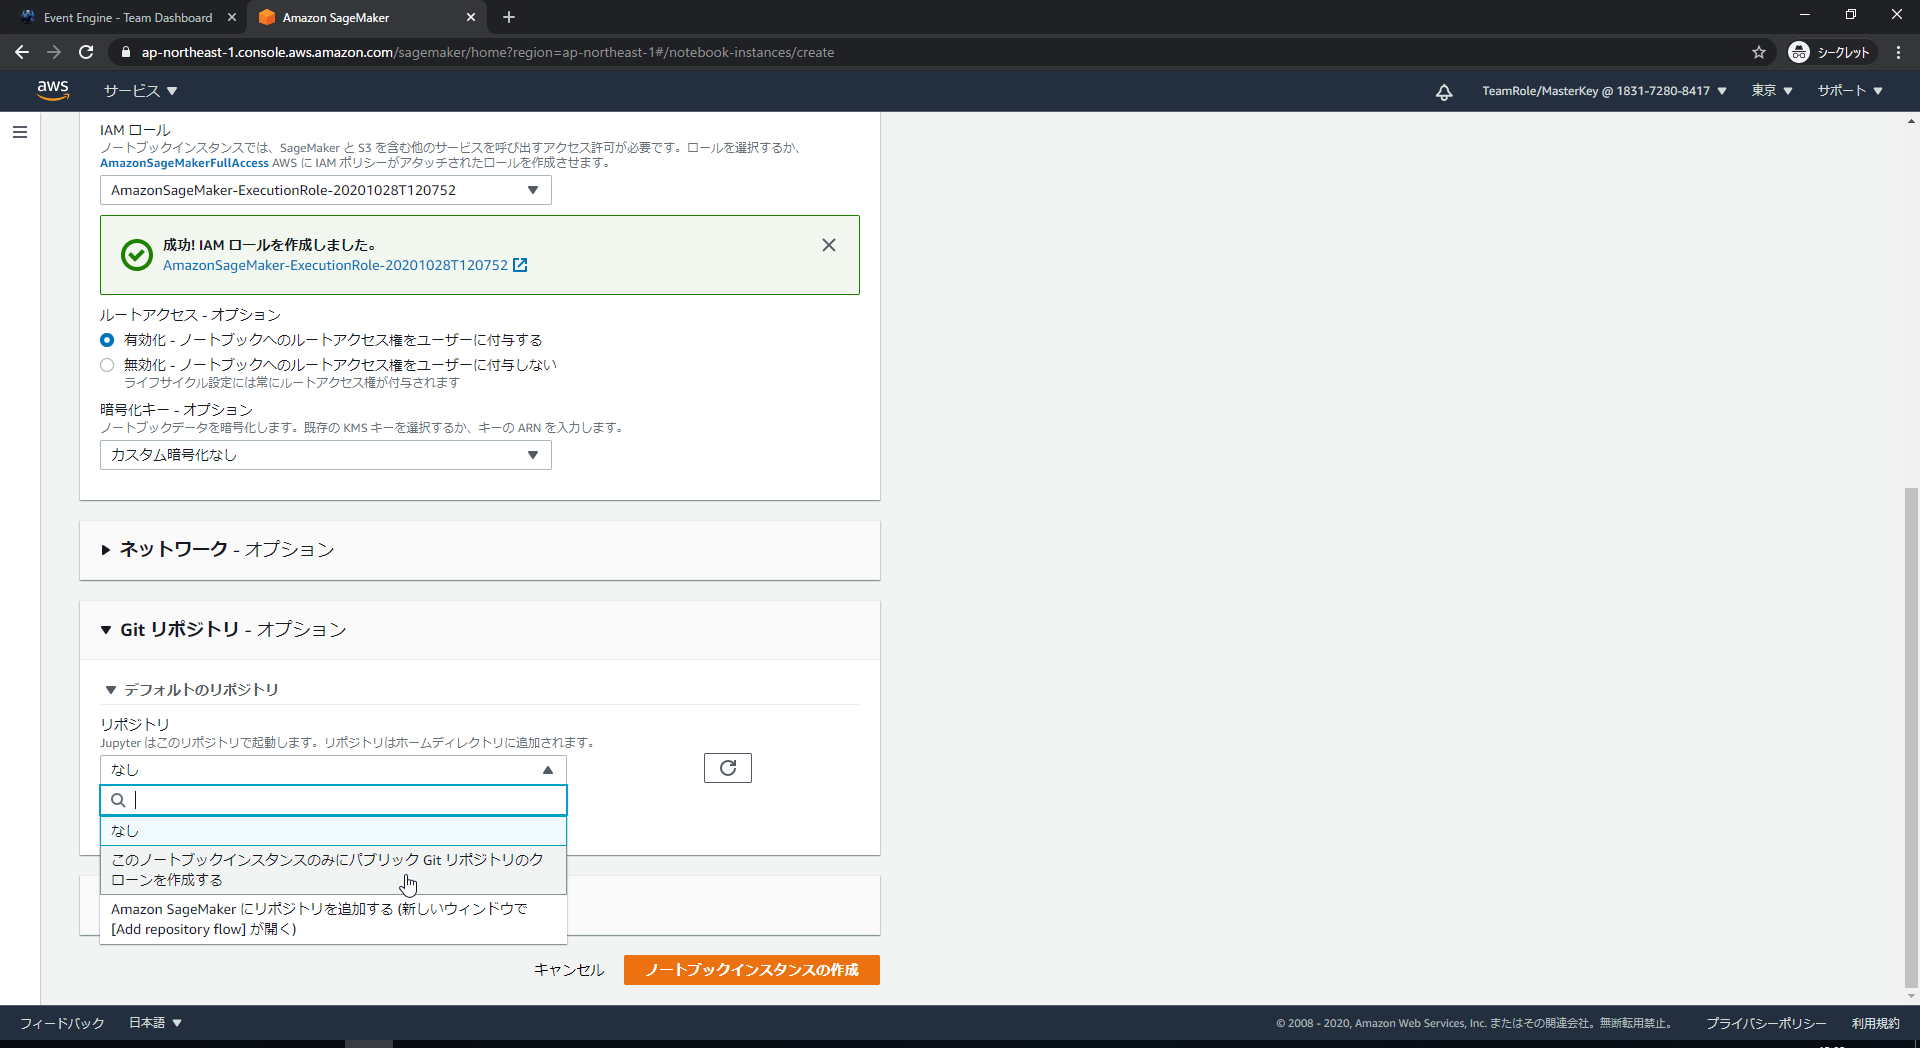 Event Engine - Team Dashboard
Amazon SageMaker
ap-northeast-1.console.aws.amazon.com/sagemaker/home?region=ap-northeast-1#/notebook-instances/create
シークレット
aws
サービス
TeamRole/MasterKey @ 1831-7280-8417
東京
サポート
IAM ロール
ノートブックインスタンスでは、SageMaker と S3 を含む他のサービスを呼び出すアクセス許可が必要です。ロールを選択するか、
AmazonSageMakerFullAccess AWS に IAM ポリシーがアタッチされたロールを作成させます。
AmazonSageMaker-ExecutionRole-20201028T120752
成功! IAM ロールを作成しました。
AmazonSageMaker-ExecutionRole-20201028T120752
ルートアクセス - オプション
有効化 - ノートブックへのルートアクセス権をユーザーに付与する
無効化 - ノートブックへのルートアクセス権をユーザーに付与しない
ライフサイクル設定には常にルートアクセス権が付与されます
暗号化キー - オプション
ノートブックデータを暗号化します。既存の KMS キーを選択するか、キーの ARN を入力します。
カスタム暗号化なし
ネットワーク - オプション
Git リポジトリ - オプション
デフォルトのリポジトリ
リポジトリ
Jupyter はこのリポジトリで起動します。リポジトリはホームディレクトリに追加されます。
なし
なし
このノートブックインスタンスのみにパブリック Git リポジトリのク
ローンを作成する
Amazon SageMaker にリポジトリを追加する (新しいウィンドウで
[Add repository flow] が開く)
キャンセル
ノートブックインスタンスの作成
フィードバック
日本語
© 2008 - 2020, Amazon Web Services, Inc. またはその関連会社。無断転用禁止。
プライバシーポリシー
利用規約